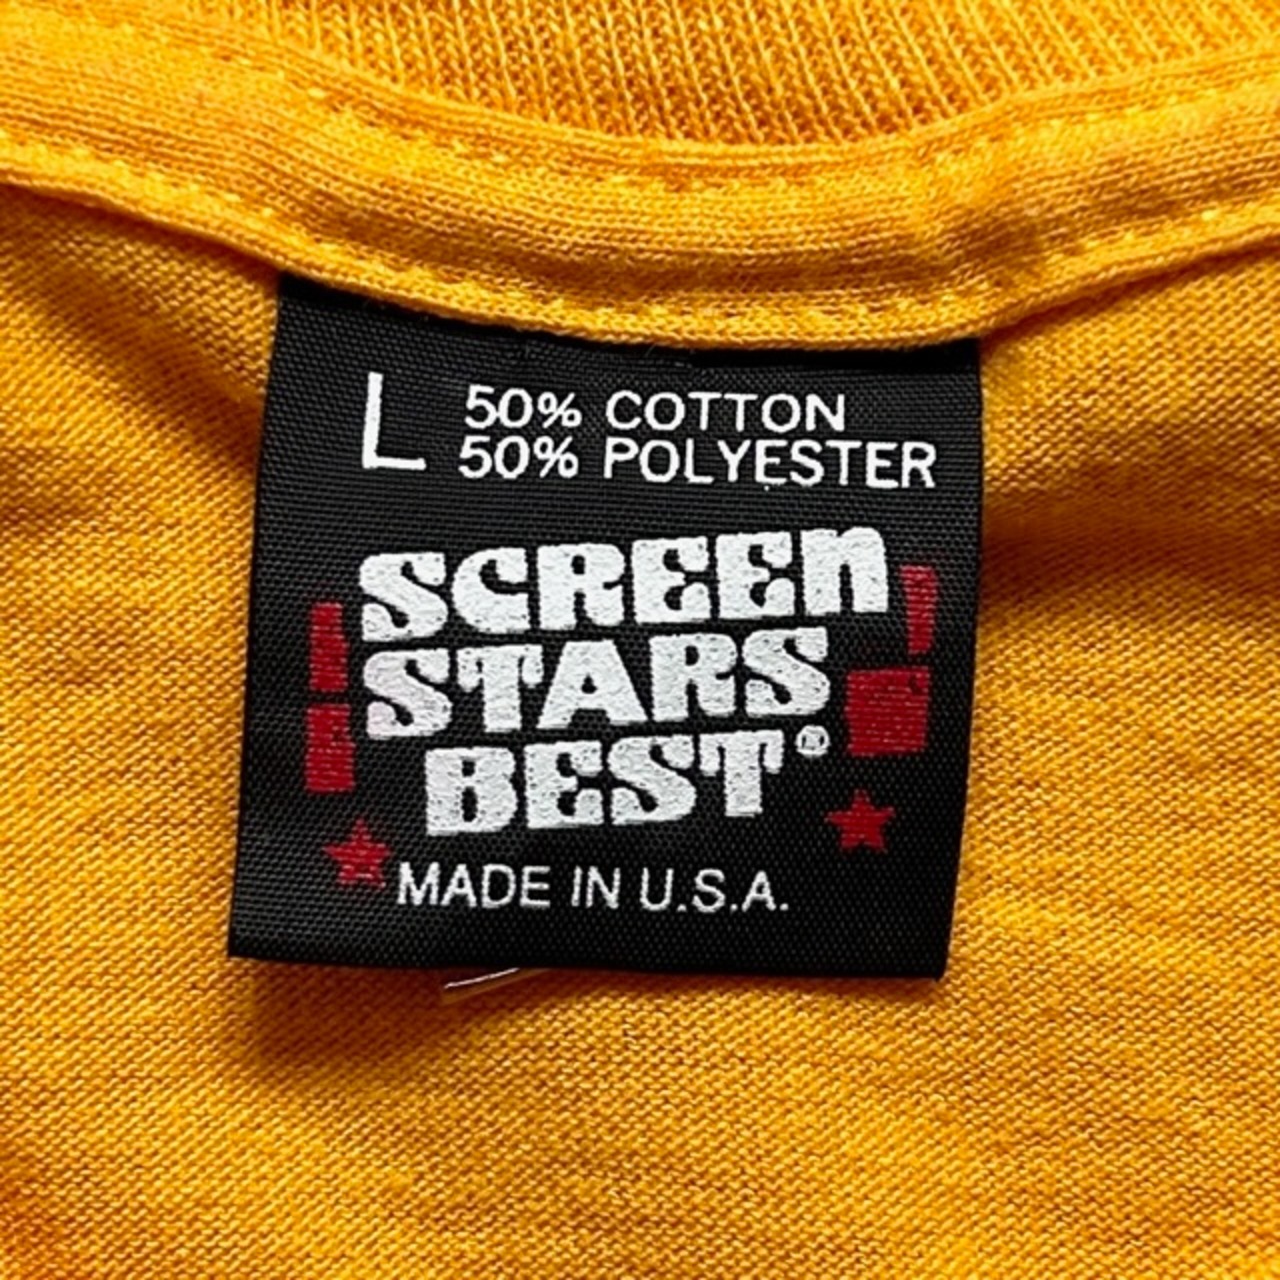 L 50% COTTON
50% POLYESTER
SCREEN
STARS
BEST®
MADE IN U.S.A.